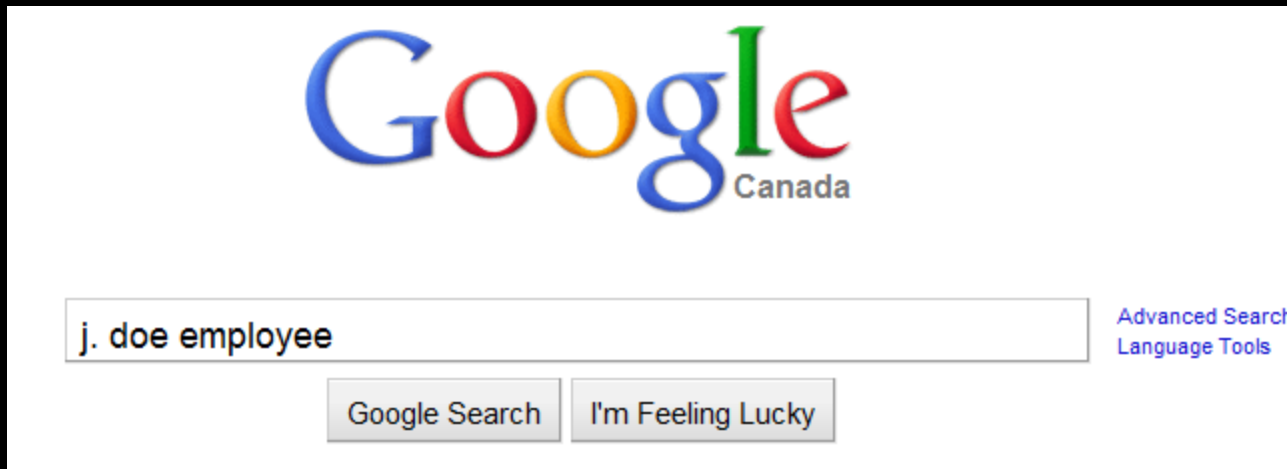 Google
Canada
j. doe employee
Advanced Search
Language Tools
Google Search
I'm Feeling Lucky